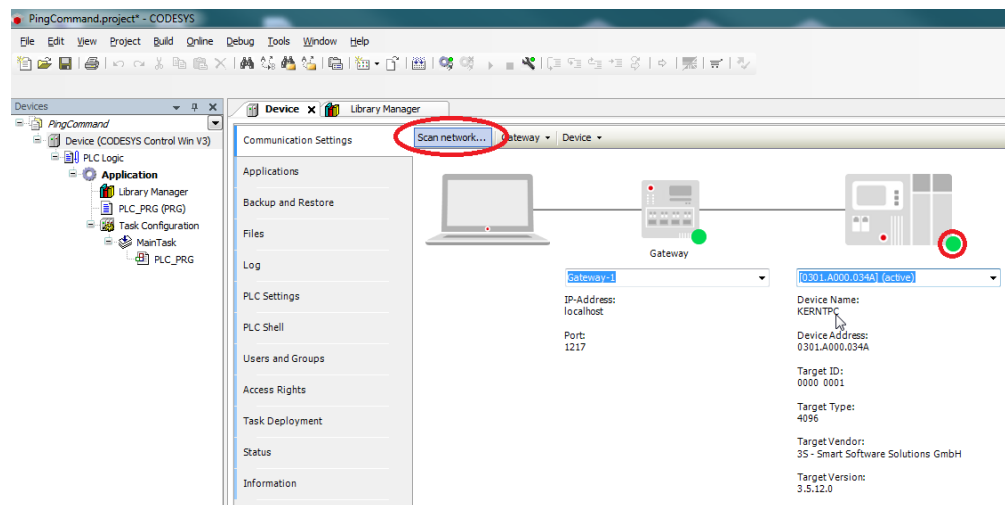 PingCommand.project* - CODESYS
File Edit View Project Build Online Debug Tools Window Help
Devices
Device
Library Manager
PingCommand
Device (CODESYS Control Win V3)
PLC Logic
Application
Library Manager
PLC_PRG (PRG)
Task Configuration
MainTask
PLC_PRG
Communication Settings
Applications
Backup and Restore
Files
Log
PLC Settings
PLC Shell
Users and Groups
Access Rights
Task Deployment
Status
Information
Scan network... Gateway Device
Gateway
Gateway-1
IP-Address:
localhost
Port:
1217
[0301.A000.034A] (active)
Device Name:
KERNTPC
Device Address:
0301.A000.034A
Target ID:
0000 0001
Target Type:
4096
Target Vendor:
3S - Smart Software Solutions GmbH
Target Version:
3.5.12.0